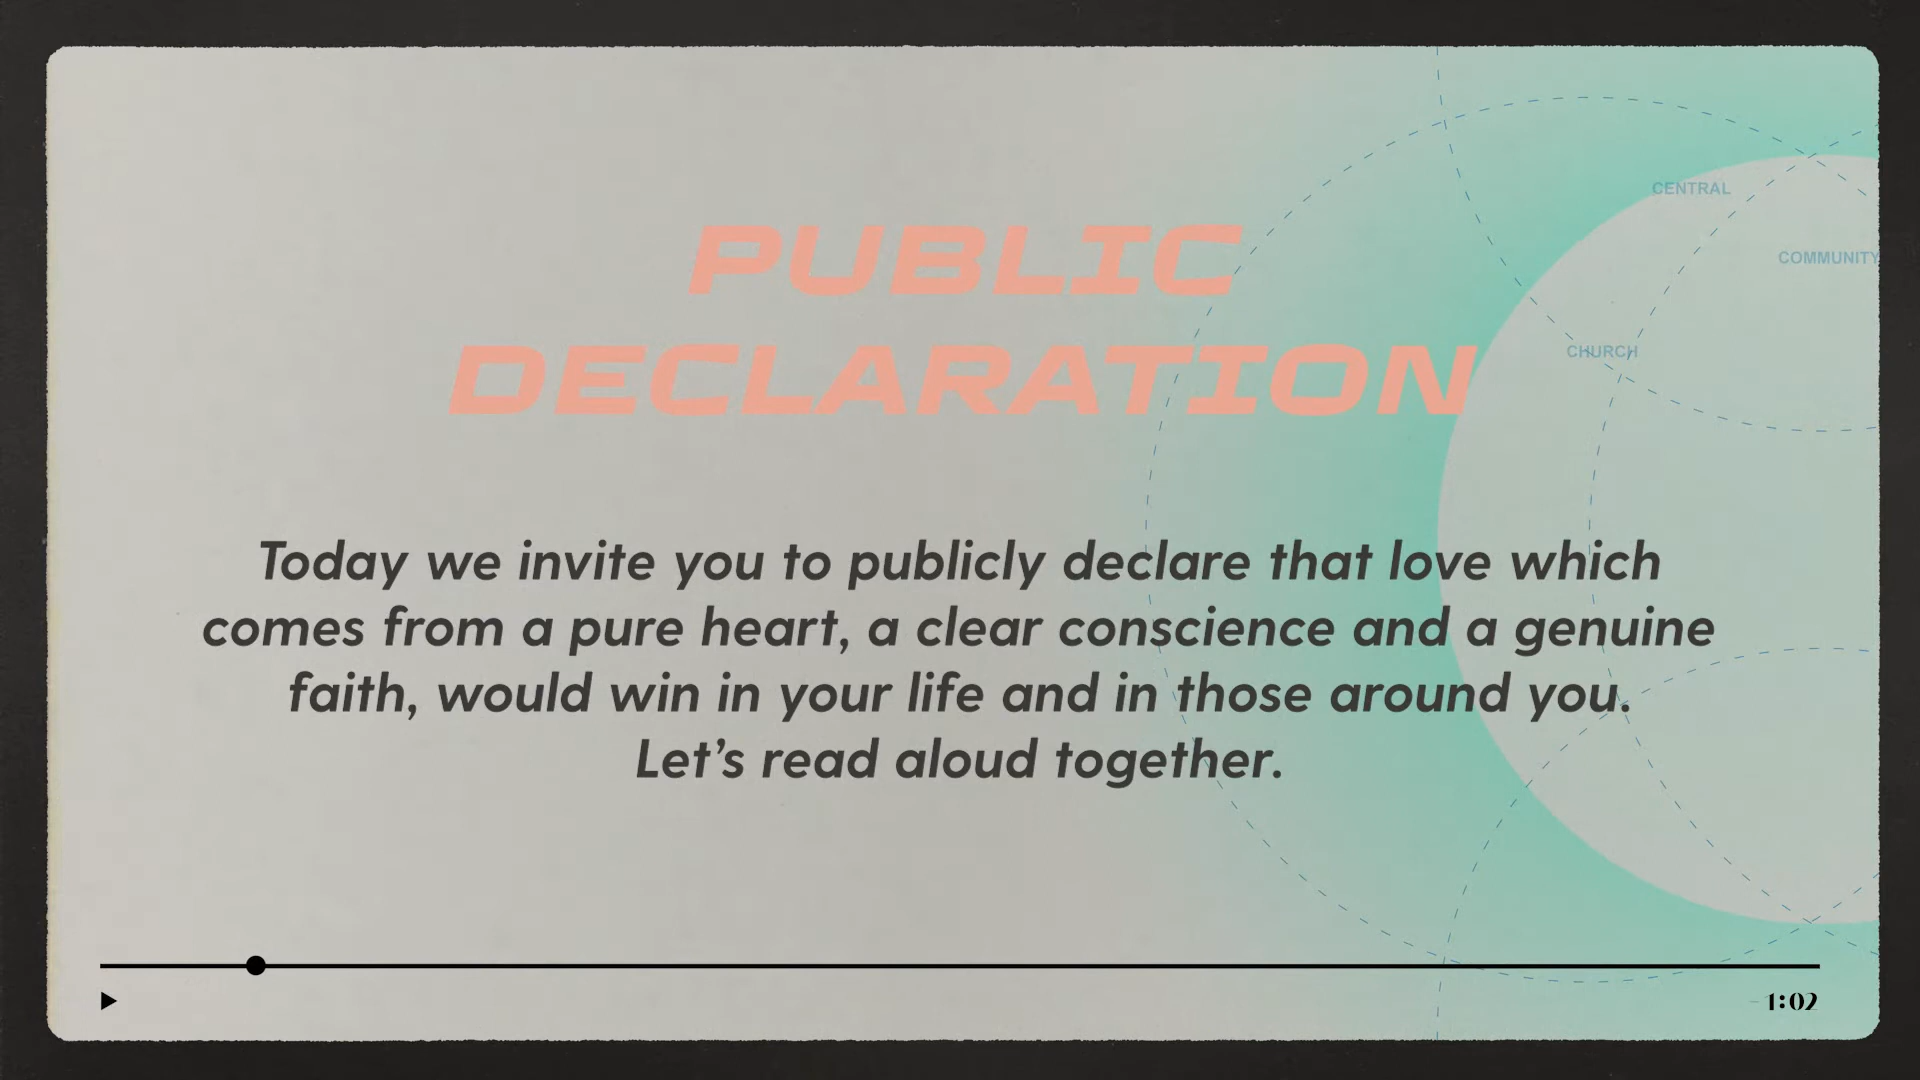 CENTRAL
COMMUNITY
CHURCH
PUBLIC
DECLARATION
Today we invite you to publicly declare that love which
comes from a pure heart, a clear conscience and a genuine
faith, would win in your life and in those around you.
Let’s read aloud together.
-1:02